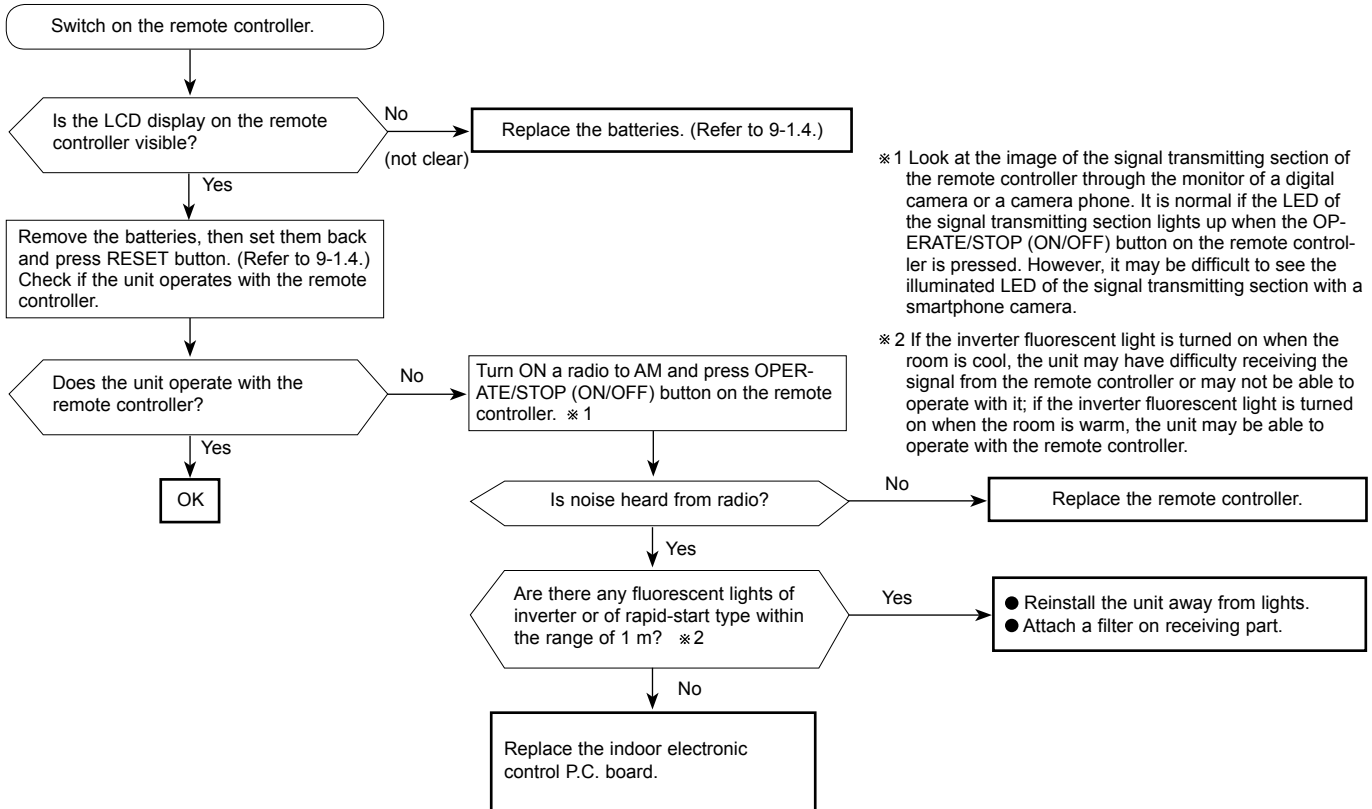 Switch on the remote controller.
Is the LCD display on the remote
controller visible?
No
(not clear)
Replace the batteries. (Refer to 9-1.4.)
Yes
Remove the batteries, then set them back
and press RESET button. (Refer to 9-1.4.)
Check if the unit operates with the remote
controller.
Does the unit operate with the
remote controller?
No
Yes
OK
Turn ON a radio to AM and press OPER-
ATE/STOP (ON/OFF) button on the remote
controller. ※1
Is noise heard from radio?
No
Replace the remote controller.
Yes
Are there any fluorescent lights of
inverter or of rapid-start type within
the range of 1 m? ※2
Yes
● Reinstall the unit away from lights.
● Attach a filter on receiving part.
No
Replace the indoor electronic
control P.C. board.
※1 Look at the image of the signal transmitting section of
the remote controller through the monitor of a digital
camera or a camera phone. It is normal if the LED of
the signal transmitting section lights up when the OP-
ERATE/STOP (ON/OFF) button on the remote control-
ler is pressed. However, it may be difficult to see the
illuminated LED of the signal transmitting section with a
smartphone camera.
※2 If the inverter fluorescent light is turned on when the
room is cool, the unit may have difficulty receiving the
signal from the remote controller or may not be able to
operate with it; if the inverter fluorescent light is turned
on when the room is warm, the unit may be able to
operate with the remote controller.